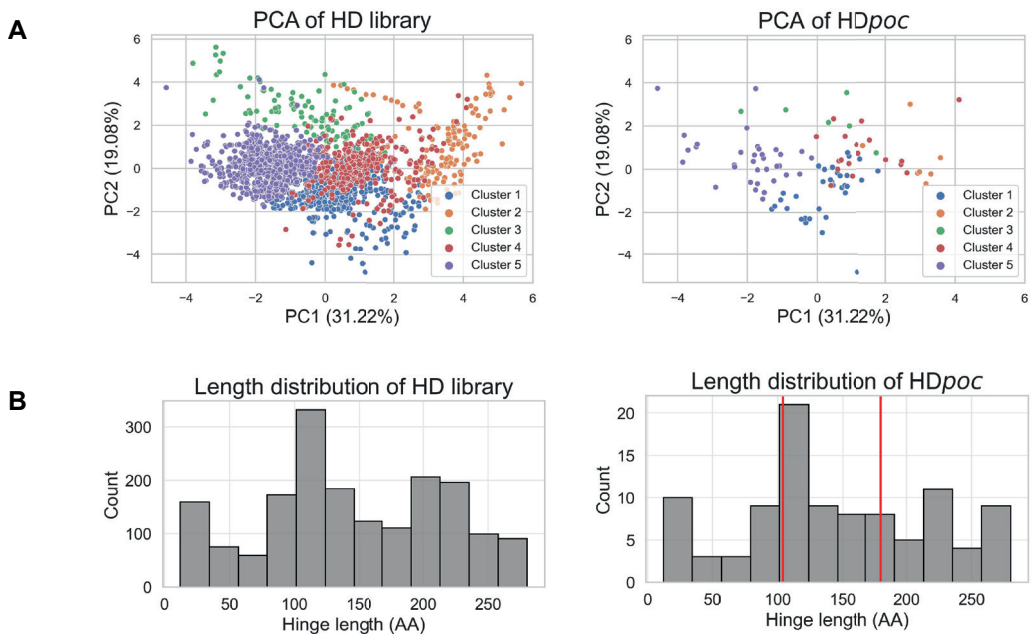 A
PCA of HD library
6
4
2
0
−2
−4
PC2 (19.08%)
−4 −2 0 2 4 6
PC1 (31.22%)
Cluster 1
Cluster 2
Cluster 3
Cluster 4
Cluster 5
PCA of HDpoc
6
4
2
0
−2
−4
PC2 (19.08%)
−4 −2 0 2 4 6
PC1 (31.22%)
Cluster 1
Cluster 2
Cluster 3
Cluster 4
Cluster 5
B
Length distribution of HD library
300
200
100
0
Count
0 50 100 150 200 250
Hinge length (AA)
Length distribution of HDpoc
20
15
10
5
0
Count
0 50 100 150 200 250
Hinge length (AA)